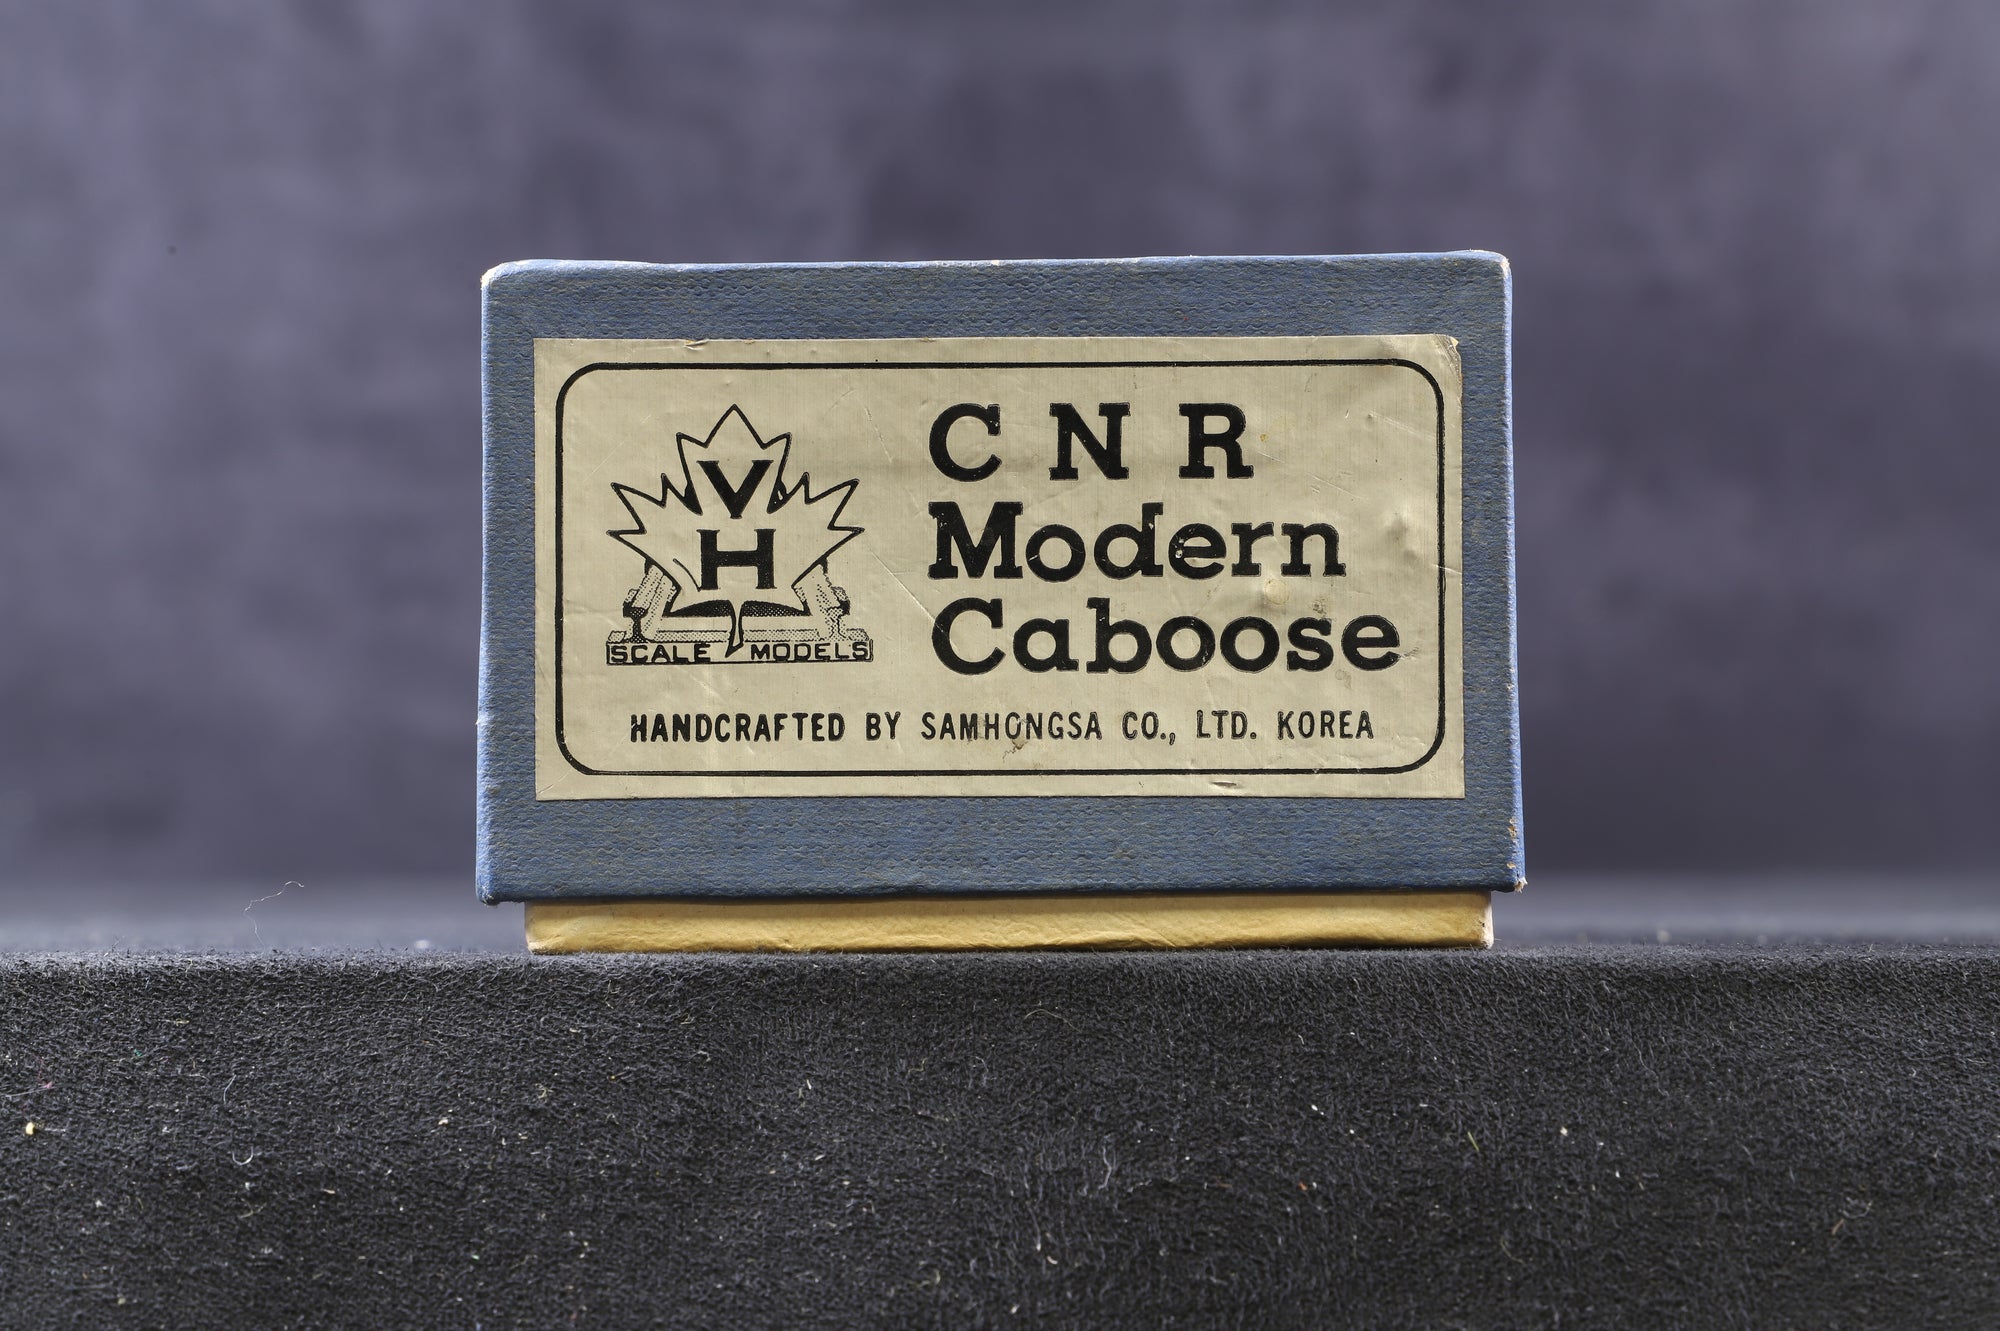 V
H
SCALE MODELS
C N R
Modern
Caboose
HANDCRAFTED BY SAMHONGSA CO., LTD. KOREA